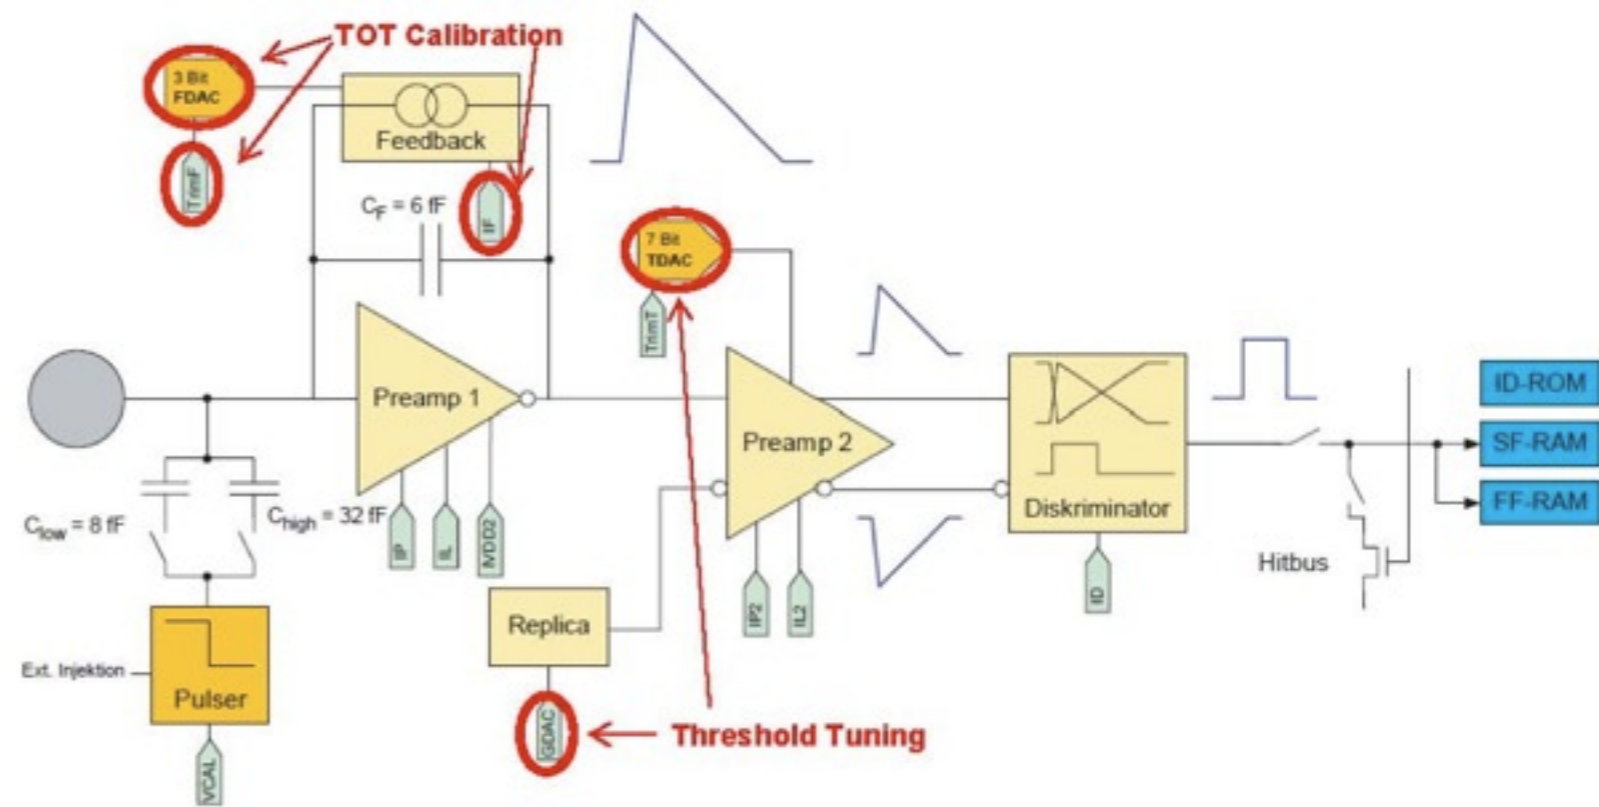 TOT Calibration
3 Bit
FDAC
TrimF
Feedback
IF
CF = 6 fF
7 Bit
TDAC
TrimT
Preamp 1
Preamp 2
Diskriminator
ID-ROM
SF-RAM
FF-RAM
Clow = 8 fF
Chigh = 32 fF
IP
IL
IVDD2
IP2
IL2
ID
Hitbus
Replica
Ext. Injektion
Pulser
GDAC
Threshold Tuning
VCAL